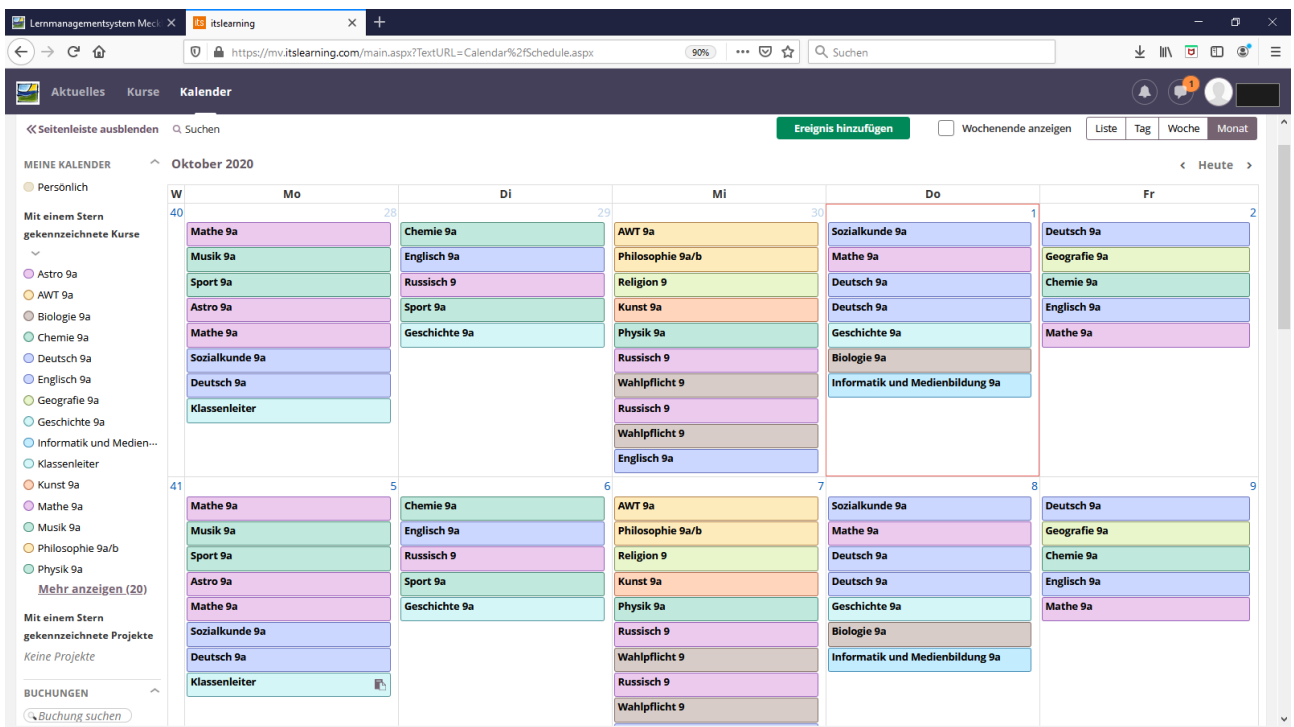 Lernmanagementsystem Meck
its itslearning
https://mv.itslearning.com/main.aspx?TextURL=Calendar%2fSchedule.aspx
90%
Suchen
Aktuelles
Kurse
Kalender
1
Seitenleiste ausblenden
Suchen
Ereignis hinzufügen
Wochenende anzeigen
Liste
Tag
Woche
Monat
MEINE KALENDER
Persönlich
Mit einem Stern
gekennzeichnete Kurse
Astro 9a
AWT 9a
Biologie 9a
Chemie 9a
Deutsch 9a
Englisch 9a
Geografie 9a
Geschichte 9a
Informatik und Medien···
Klassenleiter
Kunst 9a
Mathe 9a
Musik 9a
Philosophie 9a/b
Physik 9a
Mehr anzeigen (20)
Mit einem Stern
gekennzeichnete Projekte
Keine Projekte
BUCHUNGEN
Buchung suchen
Oktober 2020
Heute
W
Mo
Di
Mi
Do
Fr
40
28
Mathe 9a
Musik 9a
Sport 9a
Astro 9a
Mathe 9a
Sozialkunde 9a
Deutsch 9a
Klassenleiter
29
Chemie 9a
Englisch 9a
Russisch 9
Sport 9a
Geschichte 9a
30
AWT 9a
Philosophie 9a/b
Religion 9
Kunst 9a
Physik 9a
Russisch 9
Wahlpflicht 9
Russisch 9
Wahlpflicht 9
Englisch 9a
1
Sozialkunde 9a
Mathe 9a
Deutsch 9a
Deutsch 9a
Geschichte 9a
Biologie 9a
Informatik und Medienbildung 9a
2
Deutsch 9a
Geografie 9a
Chemie 9a
Englisch 9a
Mathe 9a
41
5
Mathe 9a
Musik 9a
Sport 9a
Astro 9a
Mathe 9a
Sozialkunde 9a
Deutsch 9a
Klassenleiter
6
Chemie 9a
Englisch 9a
Russisch 9
Sport 9a
Geschichte 9a
7
AWT 9a
Philosophie 9a/b
Religion 9
Kunst 9a
Physik 9a
Russisch 9
Wahlpflicht 9
Russisch 9
Wahlpflicht 9
8
Sozialkunde 9a
Mathe 9a
Deutsch 9a
Deutsch 9a
Geschichte 9a
Biologie 9a
Informatik und Medienbildung 9a
9
Deutsch 9a
Geografie 9a
Chemie 9a
Englisch 9a
Mathe 9a